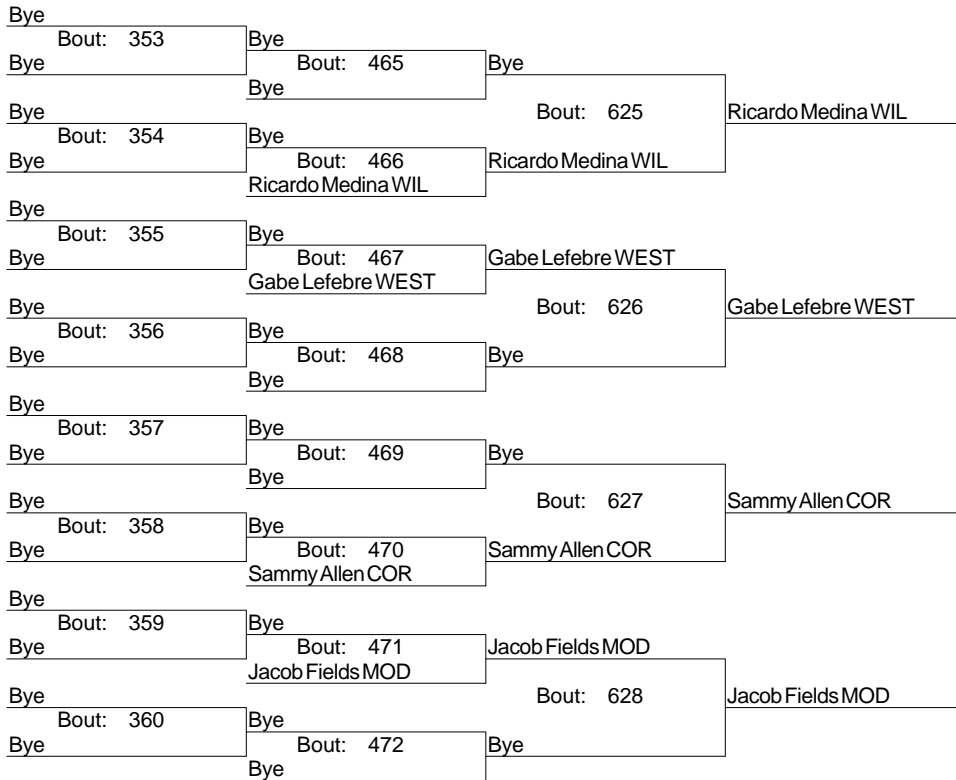 Bye
Bout: 353 Bye
Bye Bout: 465 Bye
Bye
Bye Bout: 625 Ricardo Medina WIL
Bout: 354 Bye
Bye Bout: 466 Ricardo Medina WIL
Ricardo Medina WIL
Bye
Bout: 355 Bye
Bye Bout: 467 Gabe Lefebre WEST
Gabe Lefebre WEST
Bye Bout: 626 Gabe Lefebre WEST
Bout: 356 Bye
Bye Bout: 468 Bye
Bye
Bye
Bout: 357 Bye
Bye Bout: 469 Bye
Bye
Bye Bout: 627 Sammy Allen COR
Bout: 358 Bye
Bye Bout: 470 Sammy Allen COR
Sammy Allen COR
Bye
Bout: 359 Bye
Bye Bout: 471 Jacob Fields MOD
Jacob Fields MOD
Bye Bout: 628 Jacob Fields MOD
Bout: 360 Bye
Bye Bout: 472 Bye
Bye